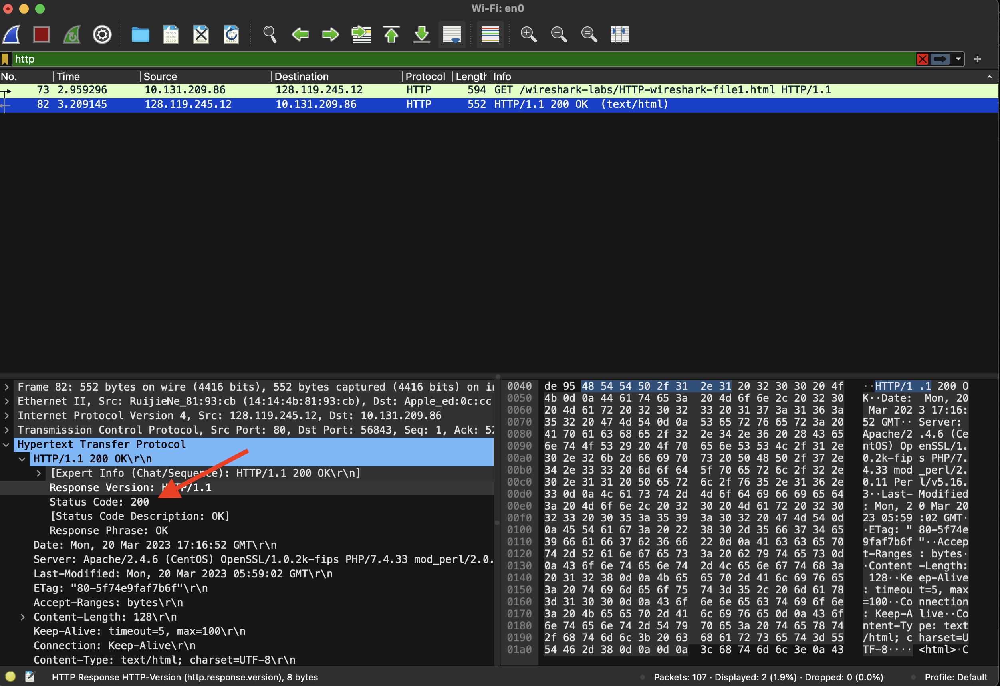 Wi-Fi: en0
http
No. Time Source Destination Protocol Length Info
73 2.959296 10.131.209.86 128.119.245.12 HTTP 594 GET /wireshark-labs/HTTP-wireshark-file1.html HTTP/1.1
82 3.209145 128.119.245.12 10.131.209.86 HTTP 552 HTTP/1.1 200 OK (text/html)
Frame 82: 552 bytes on wire (4416 bits), 552 bytes captured (4416 bits) on
Ethernet II, Src: RuijieNe_81:93:cb (14:14:4b:81:93:cb), Dst: Apple_ed:0c:cc
Internet Protocol Version 4, Src: 128.119.245.12, Dst: 10.131.209.86
Transmission Control Protocol, Src Port: 80, Dst Port: 56843, Seq: 1, Ack: 52
Hypertext Transfer Protocol
HTTP/1.1 200 OK\r\n
[Expert Info (Chat/Sequence): HTTP/1.1 200 OK\r\n]
Response Version: HTTP/1.1
Status Code: 200
[Status Code Description: OK]
Response Phrase: OK
Date: Mon, 20 Mar 2023 17:16:52 GMT\r\n
Server: Apache/2.4.6 (CentOS) OpenSSL/1.0.2k-fips PHP/7.4.33 mod_perl/2.0.
Last-Modified: Mon, 20 Mar 2023 05:59:02 GMT\r\n
ETag: "80-5f74e9faf7b6f"\r\n
Accept-Ranges: bytes\r\n
Content-Length: 128\r\n
Keep-Alive: timeout=5, max=100\r\n
Connection: Keep-Alive\r\n
Content-Type: text/html; charset=UTF-8\r\n
0040 de 95 48 54 54 50 2f 31 2e 31 20 32 30 30 20 4f ··HTTP/1 .1 200 O
0050 4b 0d 0a 44 61 74 65 3a 20 4d 6f 6e 2c 20 32 30 K··Date: Mon, 20
0060 20 4d 61 72 20 32 30 32 33 20 31 37 3a 31 36 3a Mar 202 3 17:16:
0070 35 32 20 47 4d 54 0d 0a 53 65 72 76 65 72 3a 20 52 GMT·· Server:
0080 41 70 61 63 68 65 2f 32 2e 34 2e 36 20 28 43 65 Apache/2 .4.6 (Ce
0090 6e 74 4f 53 29 20 4f 70 65 6e 53 53 4c 2f 31 2e ntOS) Op enSSL/1.
00a0 30 2e 32 6b 2d 66 69 70 73 20 50 48 50 2f 37 2e 0.2k-fip s PHP/7.
00b0 34 2e 33 33 20 6d 6f 64 5f 70 65 72 6c 2f 32 2e 4.33 mod _perl/2.
00c0 30 2e 31 31 20 50 65 72 6c 2f 76 35 2e 31 36 2e 0.11 Per l/v5.16.
00d0 33 0d 0a 4c 61 73 74 2d 4d 6f 64 69 66 69 65 64 3··Last- Modified
00e0 3a 20 4d 6f 6e 2c 20 32 30 20 4d 61 72 20 32 30 : Mon, 2 0 Mar 20
00f0 32 33 20 30 35 3a 35 39 3a 30 32 20 47 4d 54 0d 23 05:59 :02 GMT·
0100 0a 45 54 61 67 3a 20 22 38 30 2d 35 66 37 34 65 ·ETag: " 80-5f74e
0110 39 66 61 66 37 62 36 66 22 0d 0a 41 63 63 65 70 9faf7b6f "··Accep
0120 74 2d 52 61 6e 67 65 73 3a 20 62 79 74 65 73 0d t-Ranges : bytes·
0130 0a 43 6f 6e 74 65 6e 74 2d 4c 65 6e 67 74 68 3a ·Content -Length:
0140 20 31 32 38 0d 0a 4b 65 65 70 2d 41 6c 69 76 65 128··Ke ep-Alive
0150 3a 20 74 69 6d 65 6f 75 74 3d 35 2c 20 6d 61 78 : timeou t=5, max
0160 3d 31 30 30 0d 0a 43 6f 6e 6e 65 63 74 69 6f 6e =100··Co nnection
0170 3a 20 4b 65 65 70 2d 41 6c 69 76 65 0d 0a 43 6f : Keep-A live··Co
0180 6e 74 65 6e 74 2d 54 79 70 65 3a 20 74 65 78 74 ntent-Ty pe: text
0190 2f 68 74 6d 6c 3b 20 63 68 61 72 73 65 74 3d 55 /html; c harset=U
01a0 54 46 2d 38 0d 0a 0d 0a 3c 68 74 6d 6c 3e 0a 43 TF-8···· <html>·C
HTTP Response HTTP-Version (http.response.version), 8 bytes
Packets: 107 · Displayed: 2 (1.9%) · Dropped: 0 (0.0%)
Profile: Default